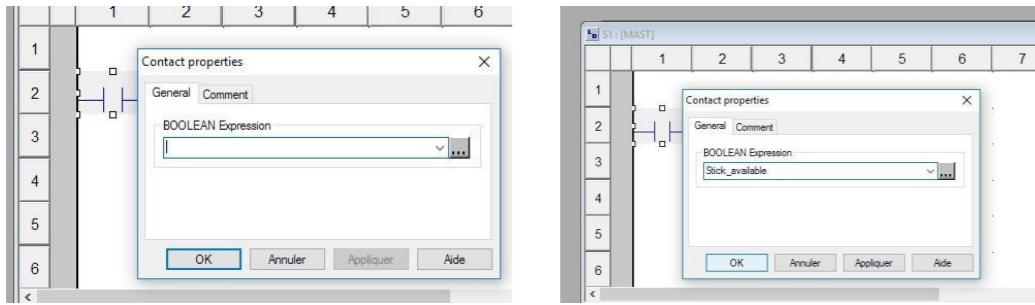 1 2 3 4 5 6
1
2
3
4
5
6
Contact properties
General Comment
BOOLEAN Expression
...
OK Annuler Appliquer Aide
<
S1 : [MAST]
1 2 3 4 5 6 7
1
2
3
4
5
6
Contact properties
General Comment
BOOLEAN Expression
Stick_available
...
OK Annuler Appliquer Aide
<